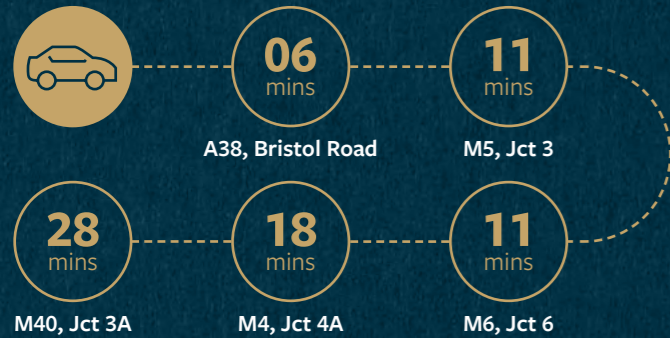 06
mins
A38, Bristol Road
11
mins
M5, Jct 3
11
mins
M6, Jct 6
18
mins
M4, Jct 4A
28
mins
M40, Jct 3A